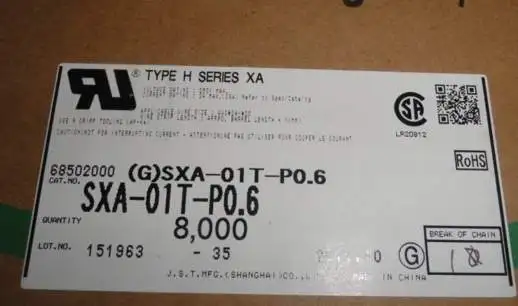 TYPE H SERIES XA
LR20812
CAUTION:NOT FOR INTERRUPTING CURRENT - ATTENTION:NE PAS UTILISER POUR COUPER LE COURANT
RoHS
68502000 (G)SXA-01T-P0.6
CAT.NO.
SXA-01T-P0.6
QUANTITY
8,000
BREAK OF CHAIN
LOT.NO. 151963 - 35
G
J.S.T.MFG.(SHANGHAI)CO., MADE IN CHINA